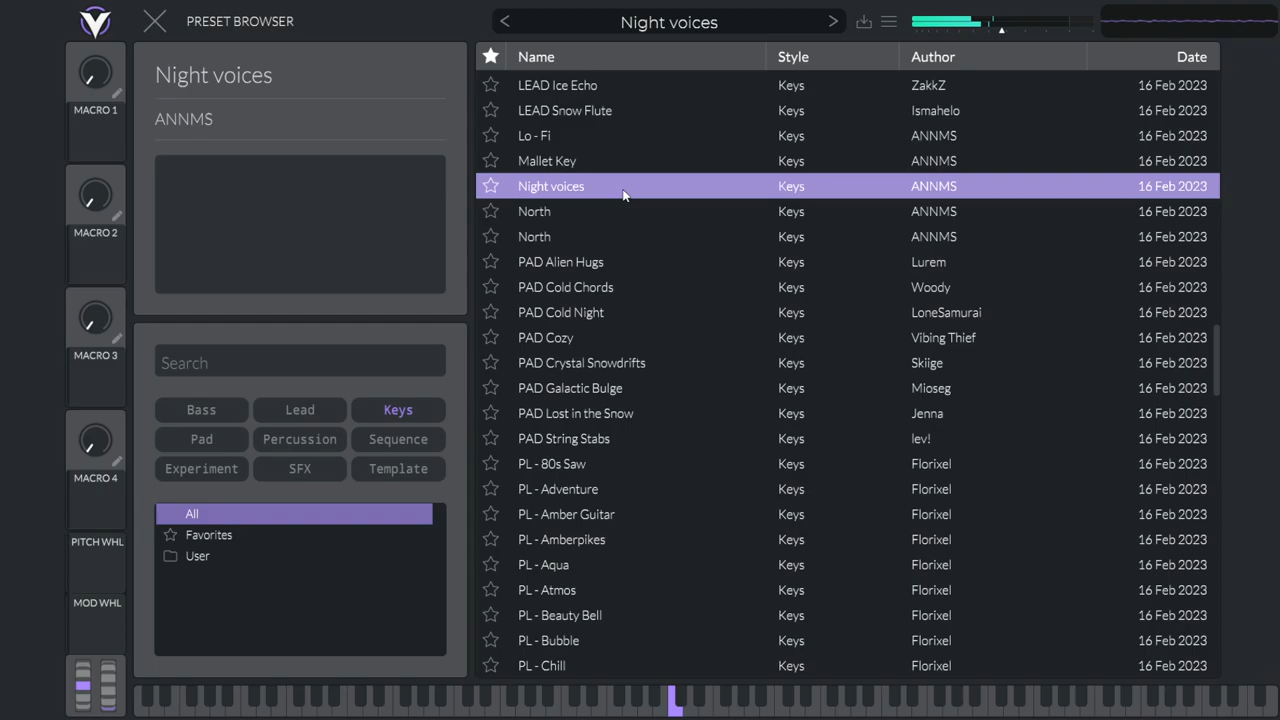 PRESET BROWSER
Night voices
MACRO 1
MACRO 2
MACRO 3
MACRO 4
PITCH WHL
MOD WHL
Night voices
ANNMS
Search
Bass Lead Keys
Pad Percussion Sequence
Experiment SFX Template
All
Favorites
User
Name Style Author Date
LEAD Ice Echo Keys ZakkZ 16 Feb 2023
LEAD Snow Flute Keys Ismahelo 16 Feb 2023
Lo - Fi Keys ANNMS 16 Feb 2023
Mallet Key Keys ANNMS 16 Feb 2023
Night voices Keys ANNMS 16 Feb 2023
North Keys ANNMS 16 Feb 2023
North Keys ANNMS 16 Feb 2023
PAD Alien Hugs Keys Lurem 16 Feb 2023
PAD Cold Chords Keys Woody 16 Feb 2023
PAD Cold Night Keys LoneSamurai 16 Feb 2023
PAD Cozy Keys Vibing Thief 16 Feb 2023
PAD Crystal Snowdrifts Keys Skiige 16 Feb 2023
PAD Galactic Bulge Keys Mioseg 16 Feb 2023
PAD Lost in the Snow Keys Jenna 16 Feb 2023
PAD String Stabs Keys lev! 16 Feb 2023
PL - 80s Saw Keys Florixel 16 Feb 2023
PL - Adventure Keys Florixel 16 Feb 2023
PL - Amber Guitar Keys Florixel 16 Feb 2023
PL - Amberpikes Keys Florixel 16 Feb 2023
PL - Aqua Keys Florixel 16 Feb 2023
PL - Atmos Keys Florixel 16 Feb 2023
PL - Beauty Bell Keys Florixel 16 Feb 2023
PL - Bubble Keys Florixel 16 Feb 2023
PL - Chill Keys Florixel 16 Feb 2023